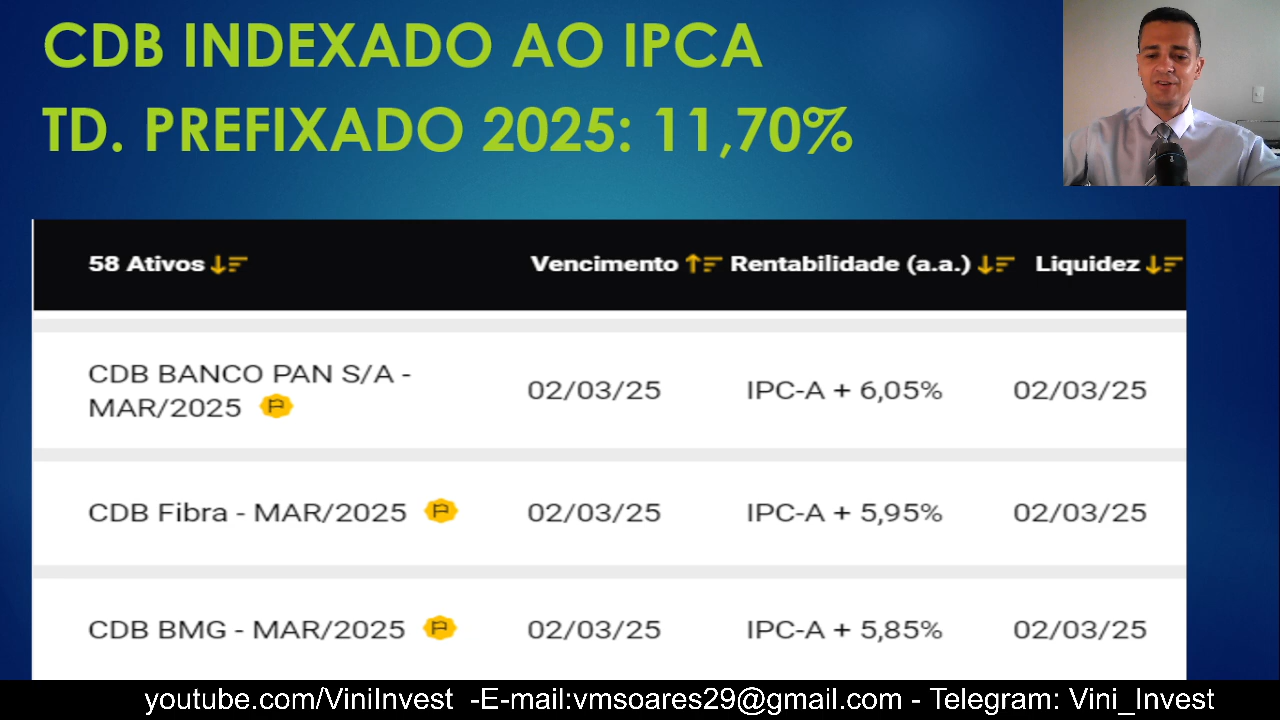 CDB INDEXADO AO IPCA
TD. PREFIXADO 2025: 11,70%
58 Ativos Vencimento Rentabilidade (a.a.) Liquidez
CDB BANCO PAN S/A -
MAR/2025 02/03/25 IPC-A + 6,05% 02/03/25
CDB Fibra - MAR/2025 02/03/25 IPC-A + 5,95% 02/03/25
CDB BMG - MAR/2025 02/03/25 IPC-A + 5,85% 02/03/25
youtube.com/ViniInvest -E-mail:vmsoares29@gmail.com - Telegram: Vini_Invest